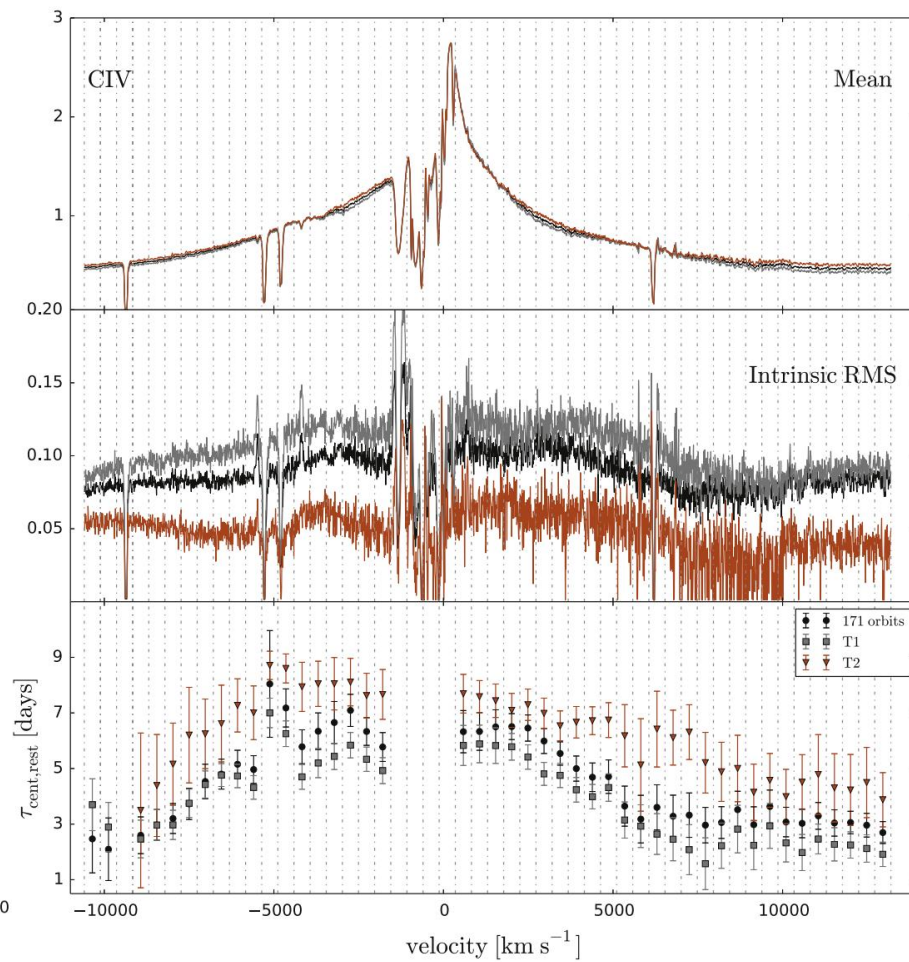 3
CIV
Mean
2
1
0.20
Intrinsic RMS
0.15
0.10
0.05
171 orbits
T1
T2
9
7
5
3
1
τcent,rest [days]
0
−10000 −5000 0 5000 10000
velocity [km s−1]